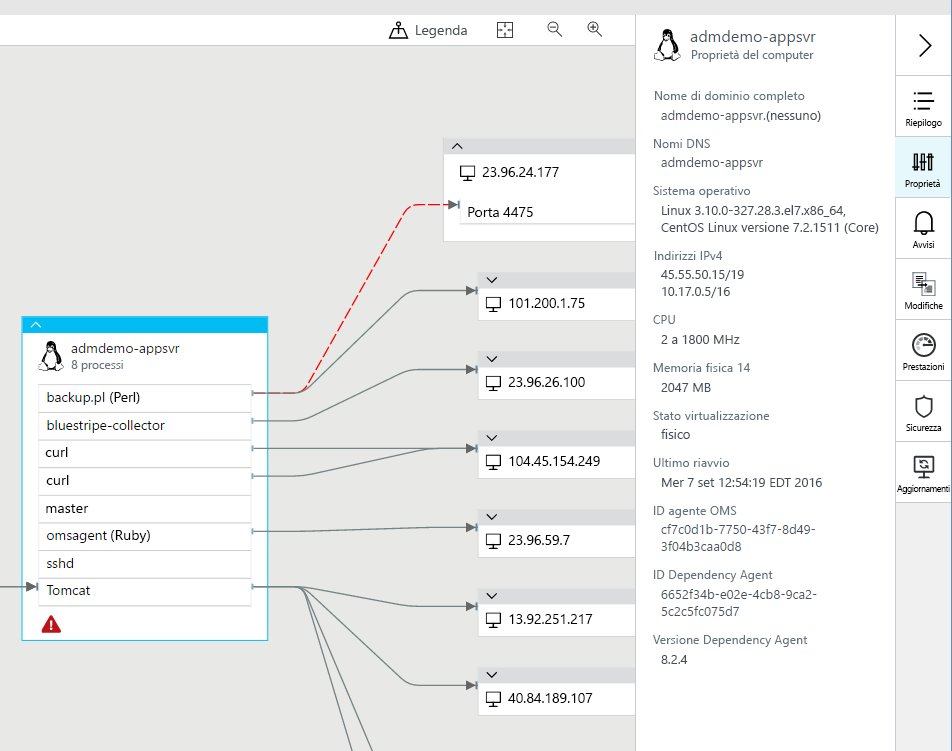 Legenda
23.96.24.177
Porta 4475
101.200.1.75
23.96.26.100
104.45.154.249
23.96.59.7
13.92.251.217
40.84.189.107
admdemo-appsvr
8 processi
backup.pl (Perl)
bluestripe-collector
curl
curl
master
omsagent (Ruby)
sshd
Tomcat
admdemo-appsvr
Proprietà del computer
Nome di dominio completo
admdemo-appsvr.(nessuno)
Nomi DNS
admdemo-appsvr
Sistema operativo
Linux 3.10.0-327.28.3.el7.x86_64,
CentOS Linux versione 7.2.1511 (Core)
Indirizzi IPv4
45.55.50.15/19
10.17.0.5/16
CPU
2 a 1800 MHz
Memoria fisica 14
2047 MB
Stato virtualizzazione
fisico
Ultimo riavvio
Mer 7 set 12:54:19 EDT 2016
ID agente OMS
cf7c0d1b-7750-43f7-8d49-
3f04b3caa0d8
ID Dependency Agent
6652f34b-e02e-4cb8-9ca2-
5c2c5fc075d7
Versione Dependency Agent
8.2.4
Riepilogo
Proprietà
Avvisi
Modifiche
Prestazioni
Sicurezza
Aggiornamenti